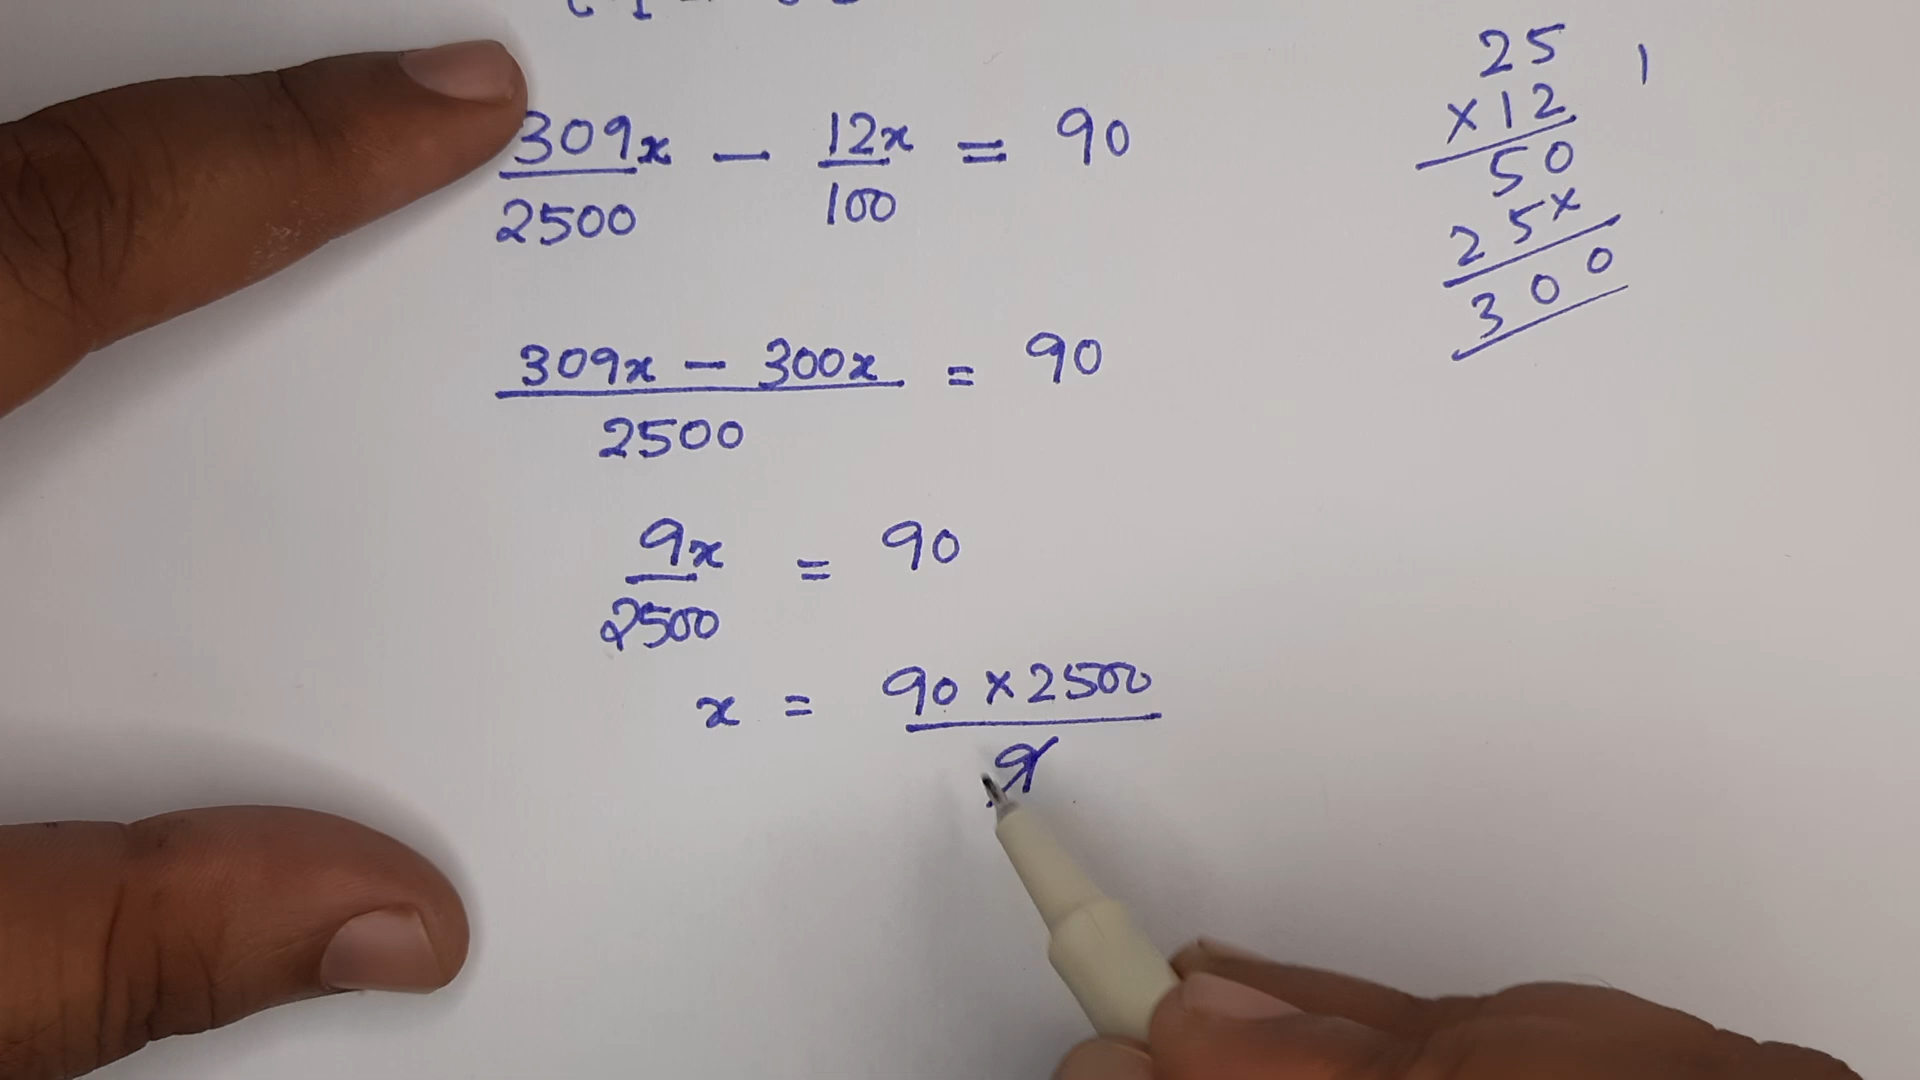 309x/2500 - 12x/100 = 90
309x - 300x/2500 = 90
9x/2500 = 90
x = 90 × 2500/9
25
×12
50
25×
300
1